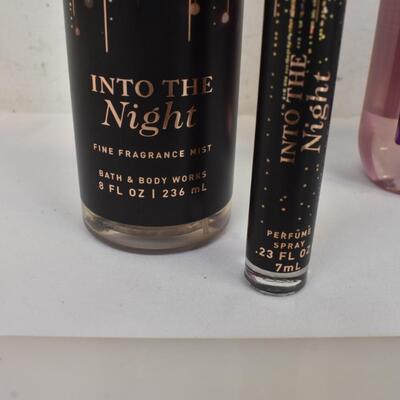 INTO THE
Night
FINE FRAGRANCE MIST
BATH & BODY WORKS
8 FL OZ | 236 mL
INTO THE
Night
PERFUME
SPRAY
.23 FL OZ
7mL